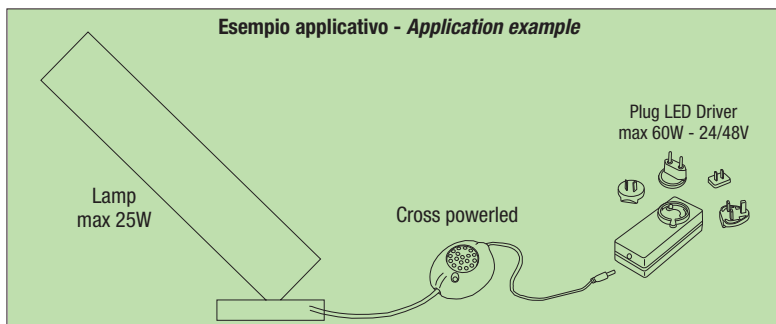 Esempio applicativo - Application example
Plug LED Driver
max 60W - 24/48V
Lamp
max 25W
Cross powerled